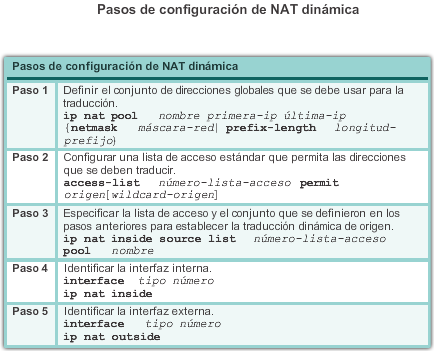 Pasos de configuración de NAT dinámica
Pasos de configuración de NAT dinámica
Paso 1
Definir el conjunto de direcciones globales que se debe usar para la
traducción.
ip nat pool nombre primera-ip última-ip
{netmask máscara-red| prefix-length longitud-
prefijo}
Paso 2
Configurar una lista de acceso estándar que permita las direcciones
que se deben traducir.
access-list número-lista-acceso permit
origen[wildcard-origen]
Paso 3
Especificar la lista de acceso y el conjunto que se definieron en los
pasos anteriores para establecer la traducción dinámica de origen.
ip nat inside source list número-lista-acceso
pool nombre
Paso 4
Identificar la interfaz interna.
interface tipo número
ip nat inside
Paso 5
Identificar la interfaz externa.
interface tipo número
ip nat outside